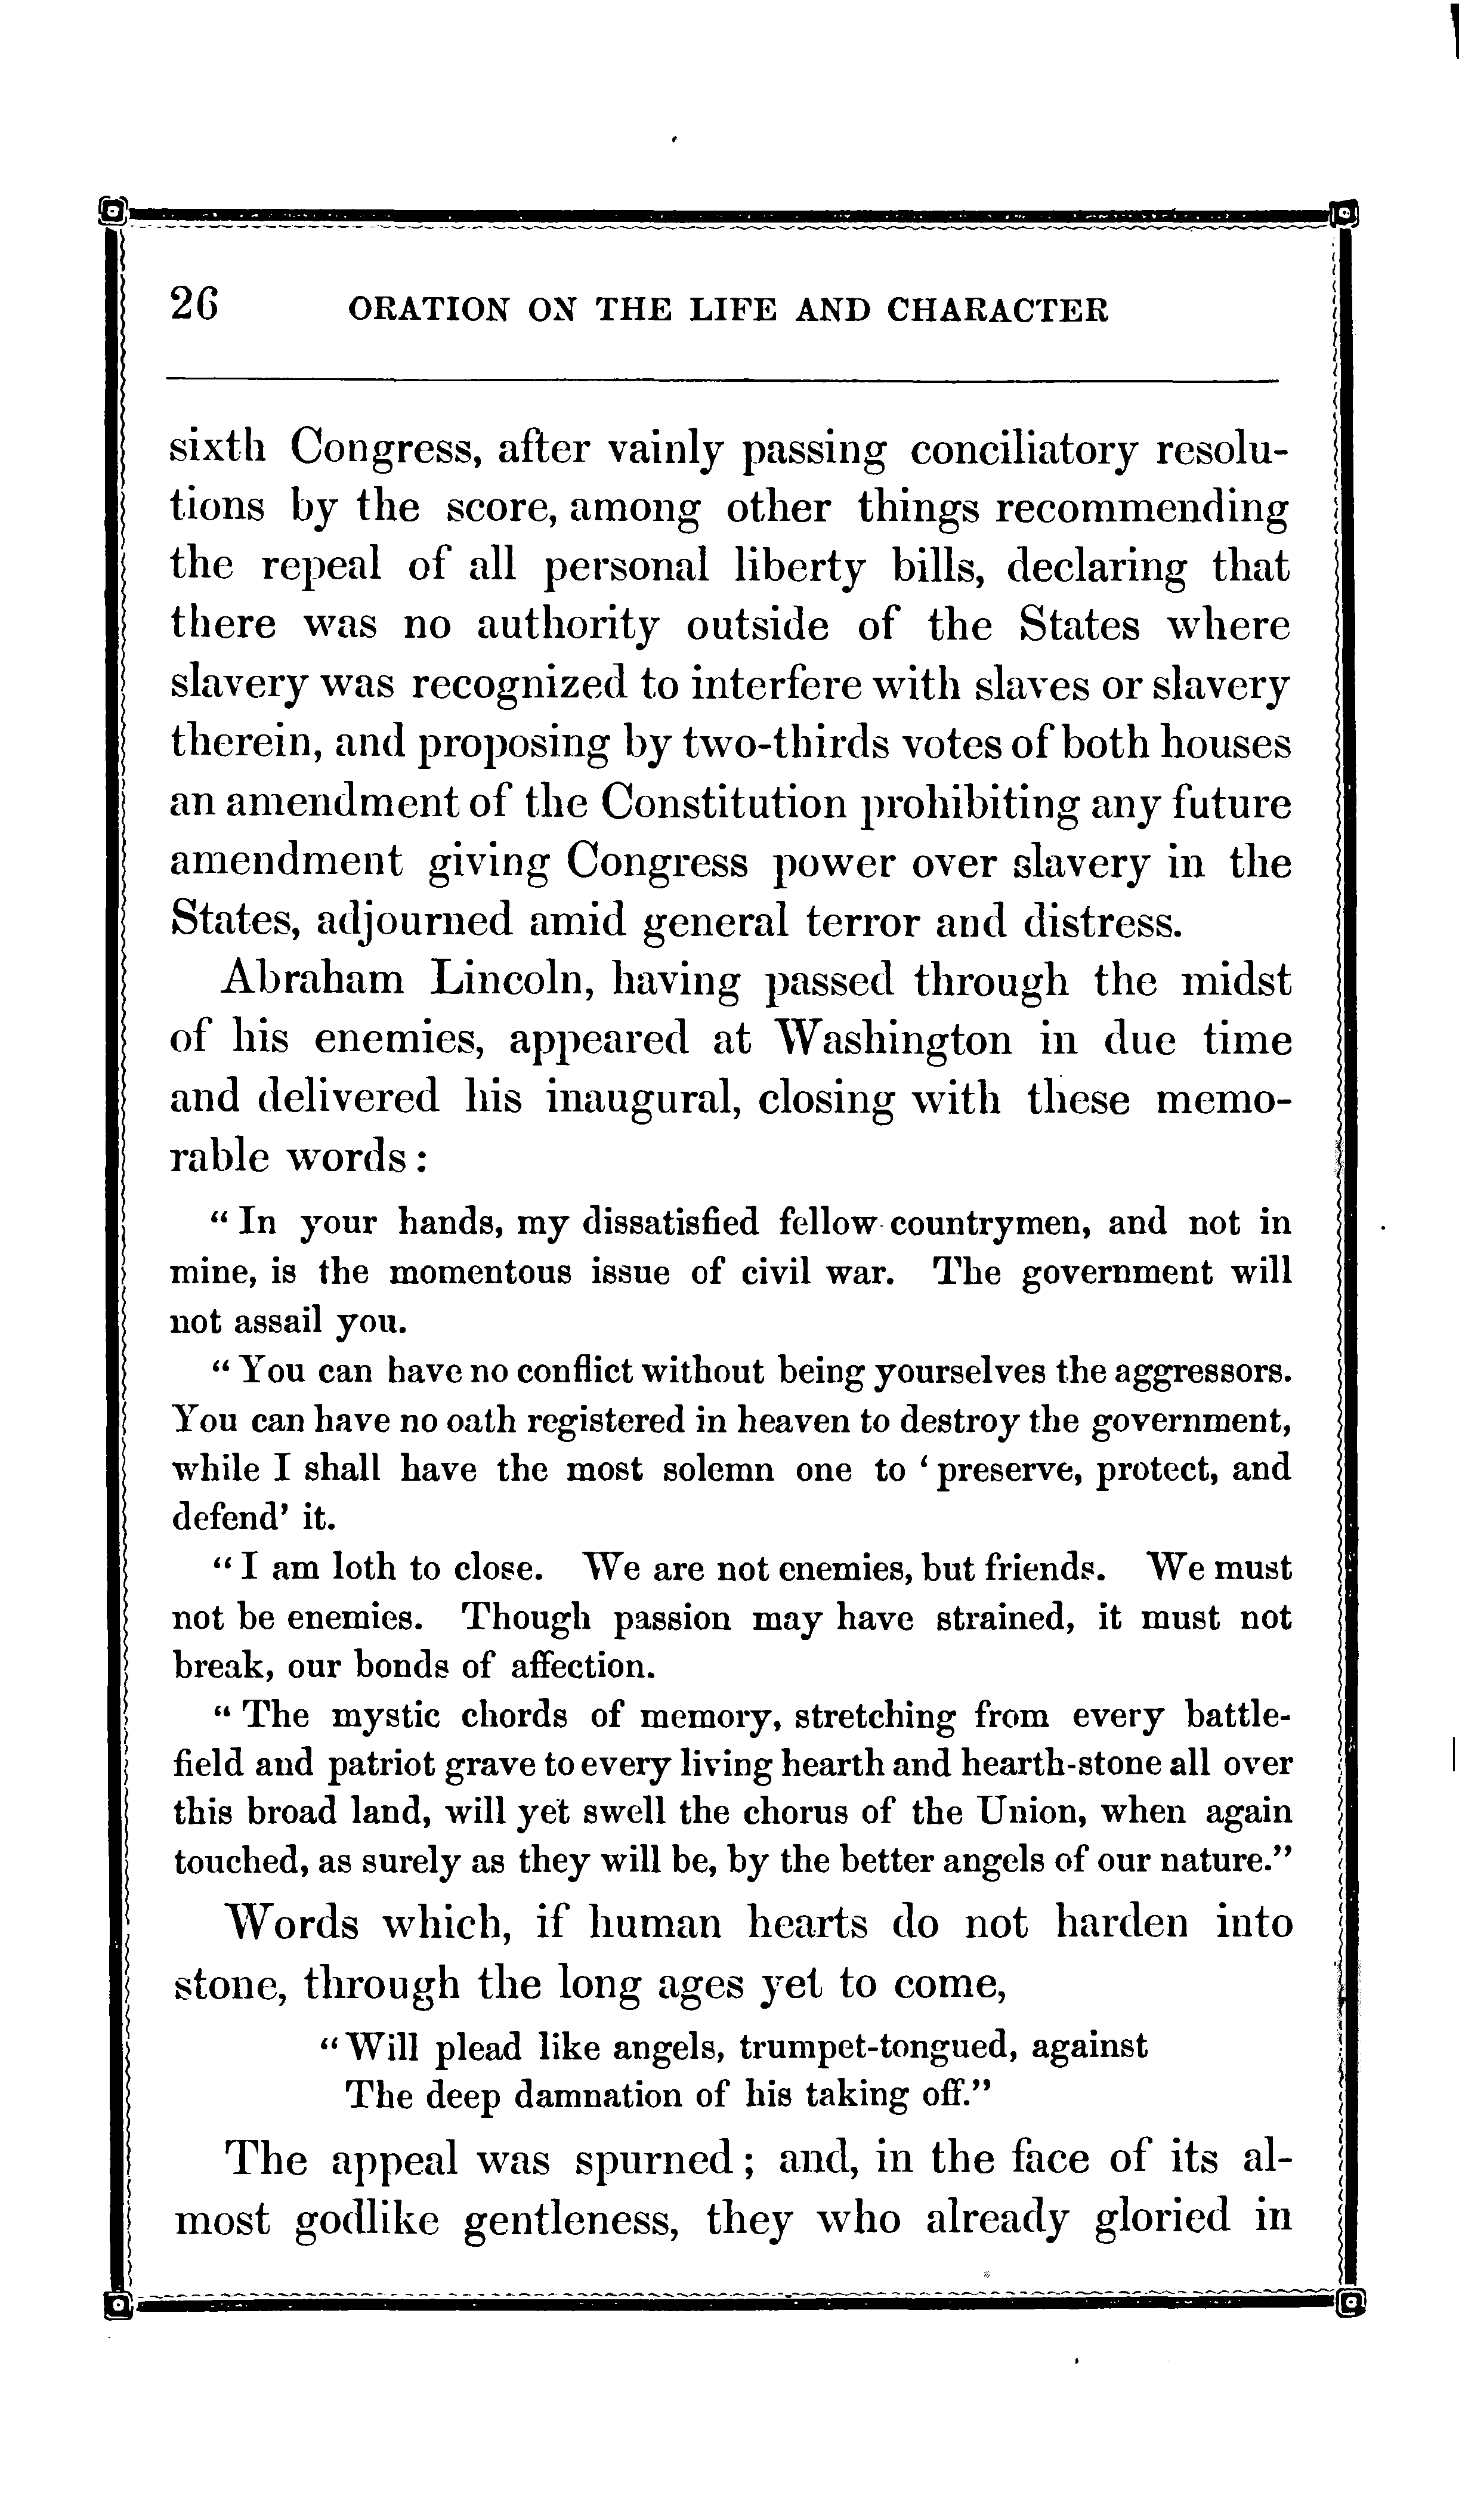 26 ORATION ON THE LIFE AND CHARACTER
sixth Congress, after vainly passing conciliatory resolu-
tions by the score, among other things recommending
the repeal of all personal liberty bills, declaring that
there was no authority outside of the States where
slavery was recognized to interfere with slaves or slavery
therein, and proposing by two-thirds votes of both houses
an amendment of the Constitution prohibiting any future
amendment giving Congress power over slavery in the
States, adjourned amid general terror and distress.
Abraham Lincoln, having passed through the midst
of his enemies, appeared at Washington in due time
and delivered his inaugural, closing with these memo-
rable words:
“In your hands, my dissatisfied fellow-countrymen, and not in
mine, is the momentous issue of civil war. The government will
not assail you.
“You can have no conflict without being yourselves the aggressors.
You can have no oath registered in heaven to destroy the government,
while I shall have the most solemn one to ‘preserve, protect, and
defend’ it.
“I am loth to close. We are not enemies, but friends. We must
not be enemies. Though passion may have strained, it must not
break, our bonds of affection.
“The mystic chords of memory, stretching from every battle-
field and patriot grave to every living hearth and hearth-stone all over
this broad land, will yet swell the chorus of the Union, when again
touched, as surely as they will be, by the better angels of our nature.”
Words which, if human hearts do not harden into
stone, through the long ages yet to come,
“Will plead like angels, trumpet-tongued, against
The deep damnation of his taking off.”
The appeal was spurned; and, in the face of its al-
most godlike gentleness, they who already gloried in